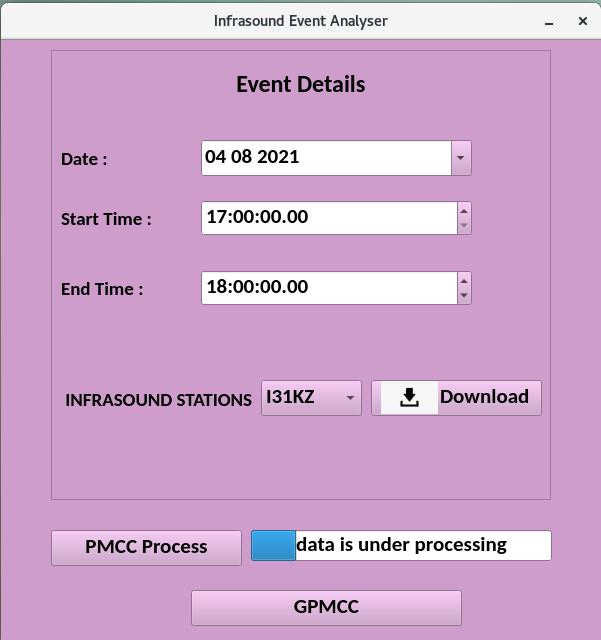 Infrasound Event Analyser
Event Details
Date : 04 08 2021
Start Time : 17:00:00.00
End Time : 18:00:00.00
INFRASOUND STATIONS I31KZ Download
PMCC Process data is under processing
GPMCC